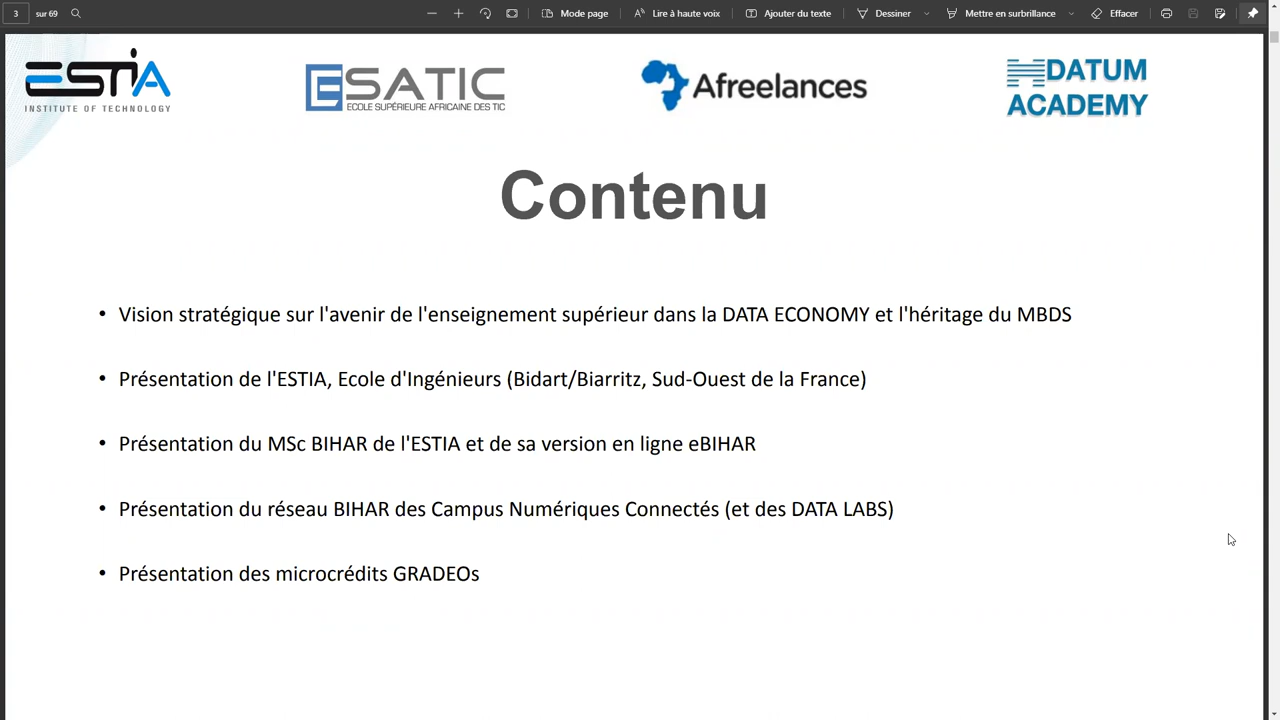 3 sur 69 Mode page Lire à haute voix Ajouter du texte Dessiner Mettre en surbrillance Effacer
ESTIA
INSTITUTE OF TECHNOLOGY
ESATIC
ECOLE SUPÉRIEURE AFRICAINE DES TIC
Afreelances
DATUM
ACADEMY
Contenu
• Vision stratégique sur l'avenir de l'enseignement supérieur dans la DATA ECONOMY et l'héritage du MBDS
• Présentation de l'ESTIA, Ecole d'Ingénieurs (Bidart/Biarritz, Sud-Ouest de la France)
• Présentation du MSc BIHAR de l'ESTIA et de sa version en ligne eBIHAR
• Présentation du réseau BIHAR des Campus Numériques Connectés (et des DATA LABS)
• Présentation des microcrédits GRADEOs